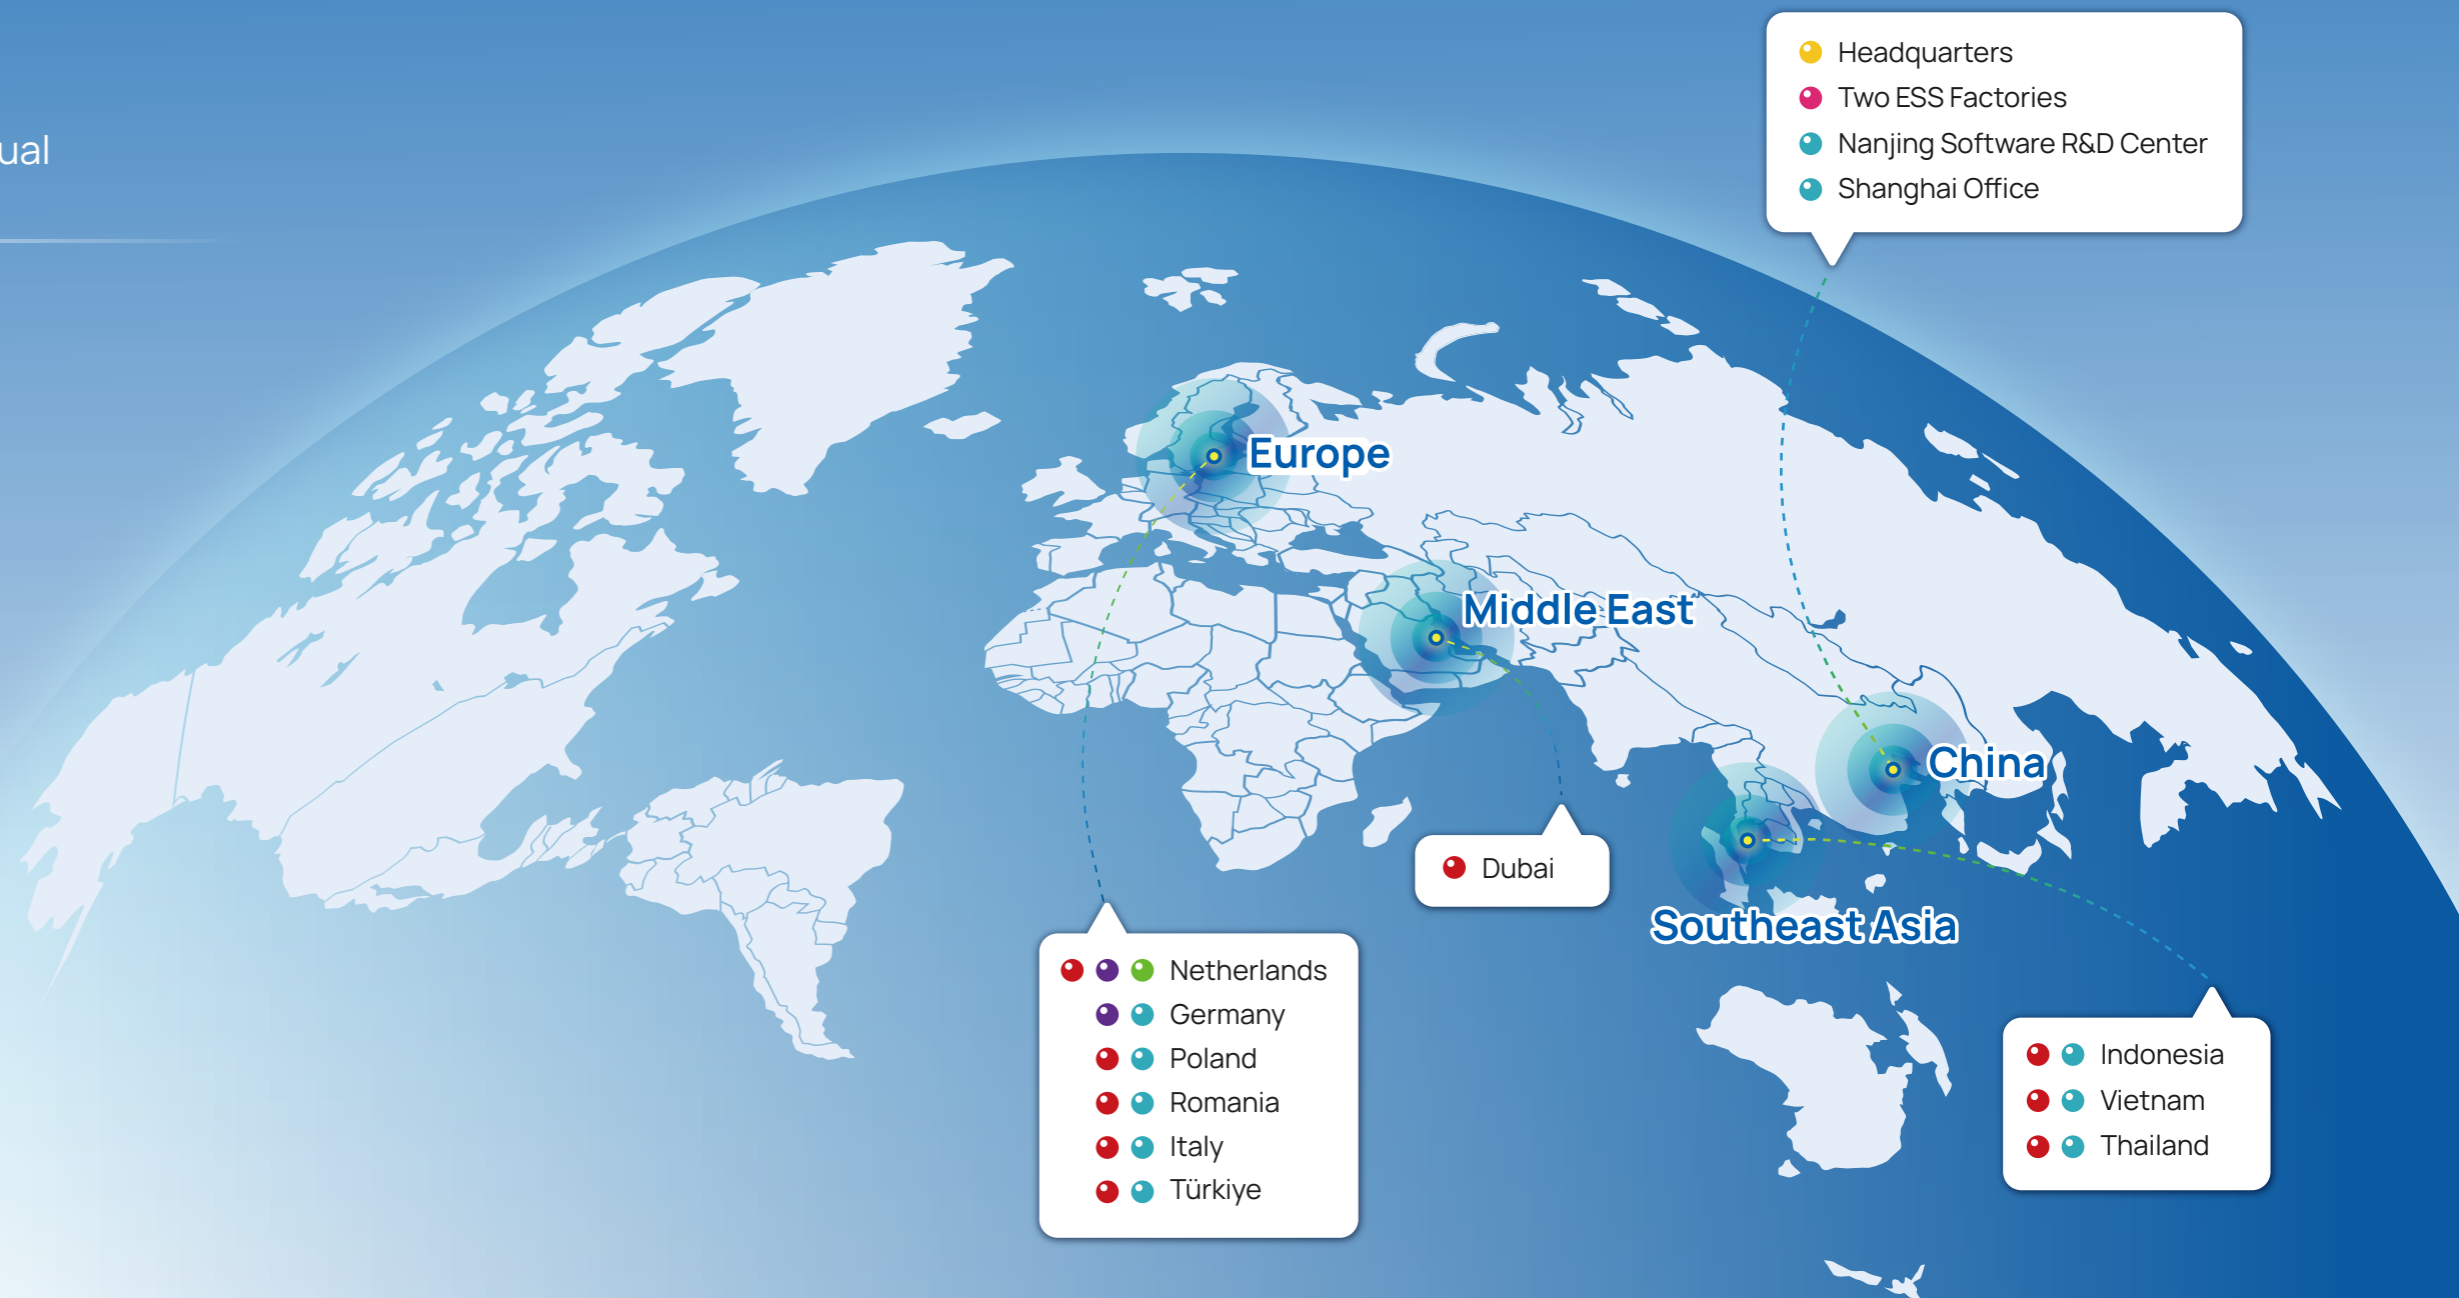 ual
Headquarters
Two ESS Factories
Nanjing Software R&D Center
Shanghai Office
Europe
Middle East
China
Dubai
Southeast Asia
Netherlands
Germany
Poland
Romania
Italy
Türkiye
Indonesia
Vietnam
Thailand